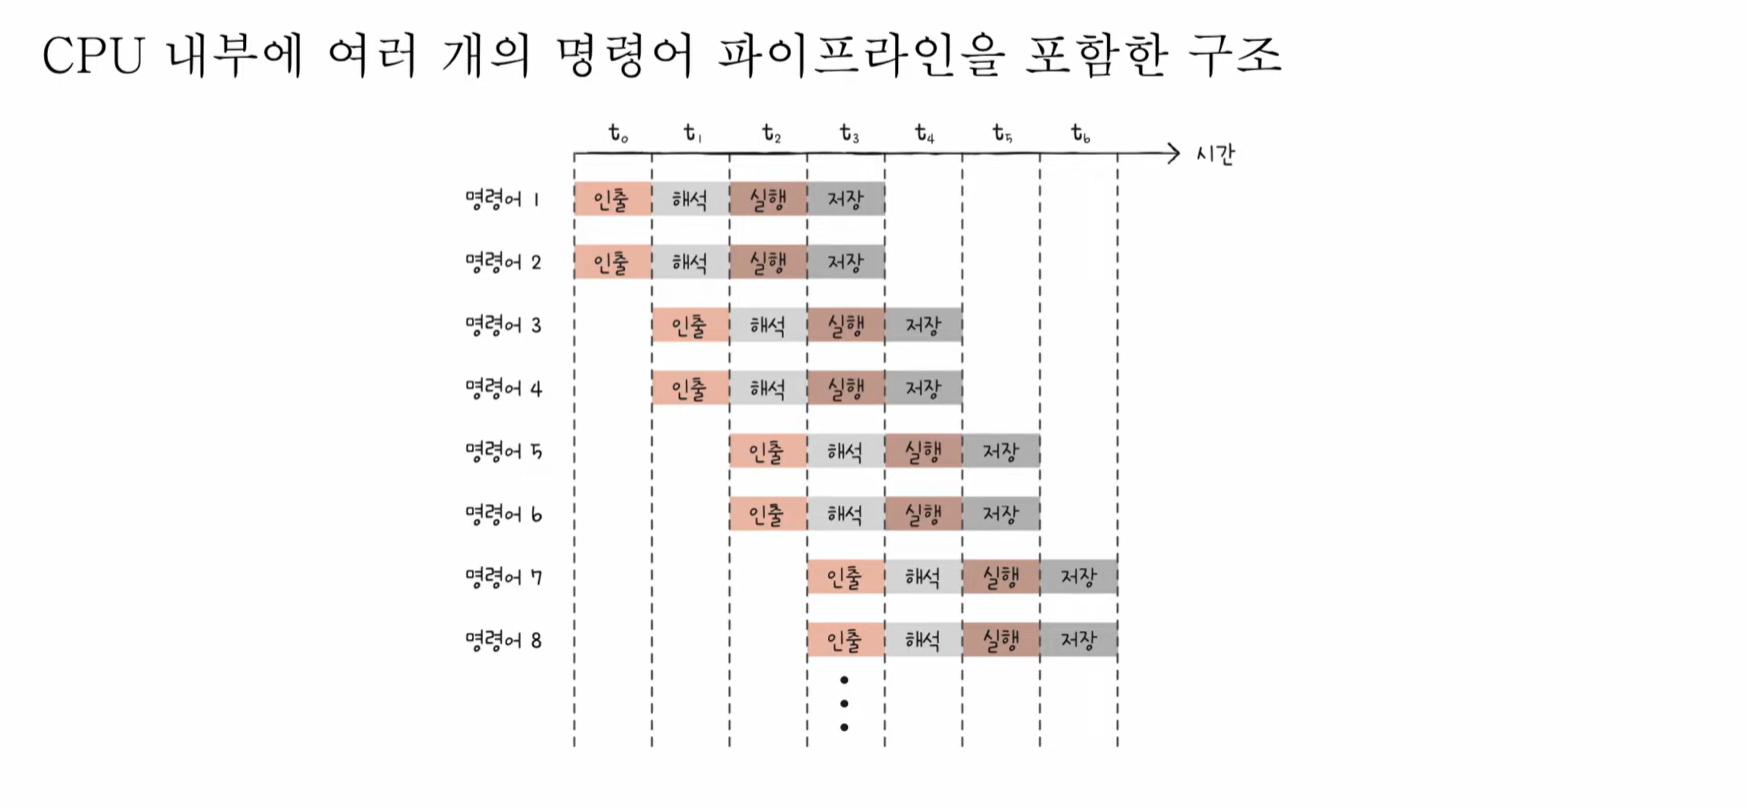 CPU 내부에 여러 개의 명령어 파이프라인을 포함한 구조
t₀ t₁ t₂ t₃ t₄ t₅ t₆
시간
명령어 1 인출 해석 실행 저장
명령어 2 인출 해석 실행 저장
명령어 3 인출 해석 실행 저장
명령어 4 인출 해석 실행 저장
명령어 5 인출 해석 실행 저장
명령어 6 인출 해석 실행 저장
명령어 7 인출 해석 실행 저장
명령어 8 인출 해석 실행 저장